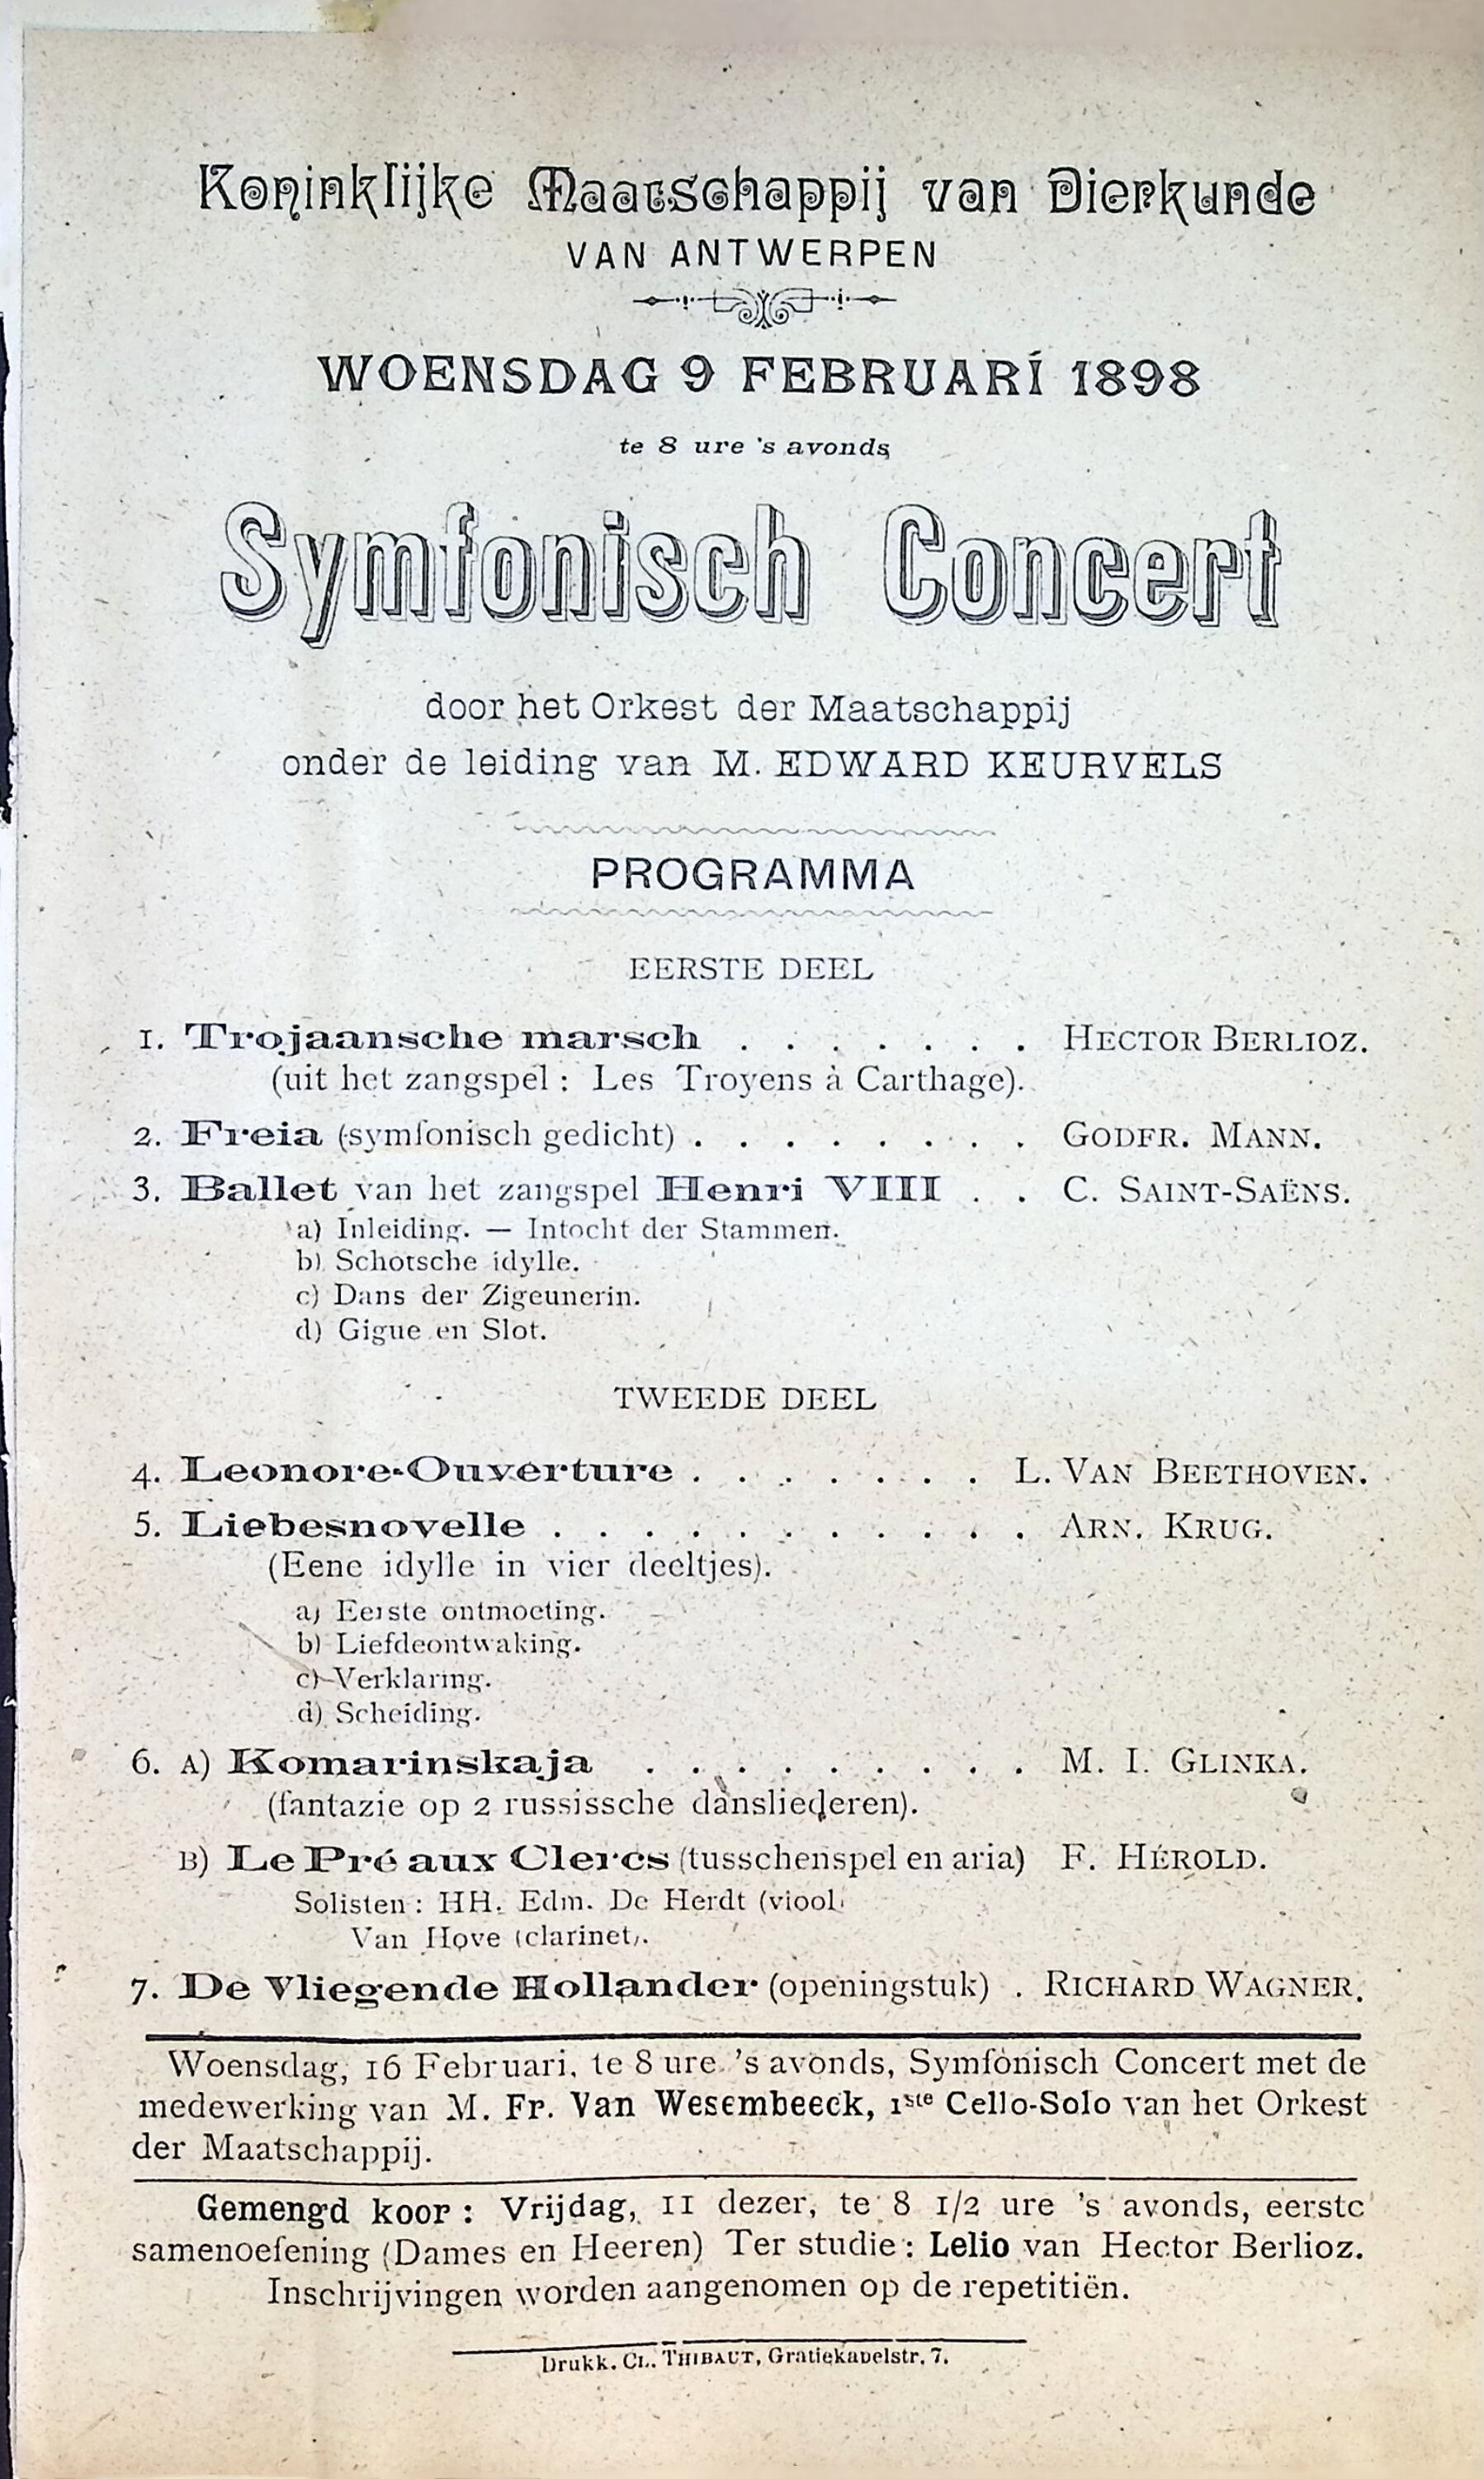 Koninklijke Maatschappij van Dierkunde
VAN ANTWERPEN
WOENSDAG 9 FEBRUARI 1898
te 8 ure 's avonds
Symfonisch Concert
door het Orkest der Maatschappij
onder de leiding van M. EDWARD KEURVELS
PROGRAMMA
EERSTE DEEL
1. Trojaansche marsch . . . . . . . HECTOR BERLIOZ.
(uit het zangspel : Les Troyens à Carthage).
2. Freia (symfonisch gedicht) . . . . . . . . GODFR. MANN.
3. Ballet van het zangspel Henri VIII . . C. SAINT-SAËNS.
a) Inleiding. — Intocht der Stammen.
b) Schotsche idylle.
c) Dans der Zigeunerin.
d) Gigue en Slot.
TWEEDE DEEL
4. Leonore-Ouverture . . . . . . . L. VAN BEETHOVEN.
5. Liebesnovelle . . . . . . . . . . . ARN. KRUG.
(Eene idylle in vier deeltjes).
a) Eerste ontmoeting.
b) Liefdeontwaking.
c) Verklaring.
d) Scheiding.
6. A) Komarinskaja . . . . . . . . . M. I. GLINKA.
(fantazie op 2 russissche dansliederen).
B) Le Pré aux Clercs (tusschenspel en aria) F. HÉROLD.
Solisten : HH. Edm. De Herdt (viool)
Van Hove (clarinet).
7. De Vliegende Hollander (openingstuk) . RICHARD WAGNER.
Woensdag, 16 Februari, te 8 ure 's avonds, Symfonisch Concert met de
medewerking van M. Fr. Van Wesembeeck, 1ste Cello-Solo van het Orkest
der Maatschappij.
Gemengd koor : Vrijdag, 11 dezer, te 8 1/2 ure 's avonds, eerste
samenoefening (Dames en Heeren) Ter studie : Lelio van Hector Berlioz.
Inschrijvingen worden aangenomen op de repetitiën.
Drukk. CL. THIBAUT, Gratiekapelstr. 7.